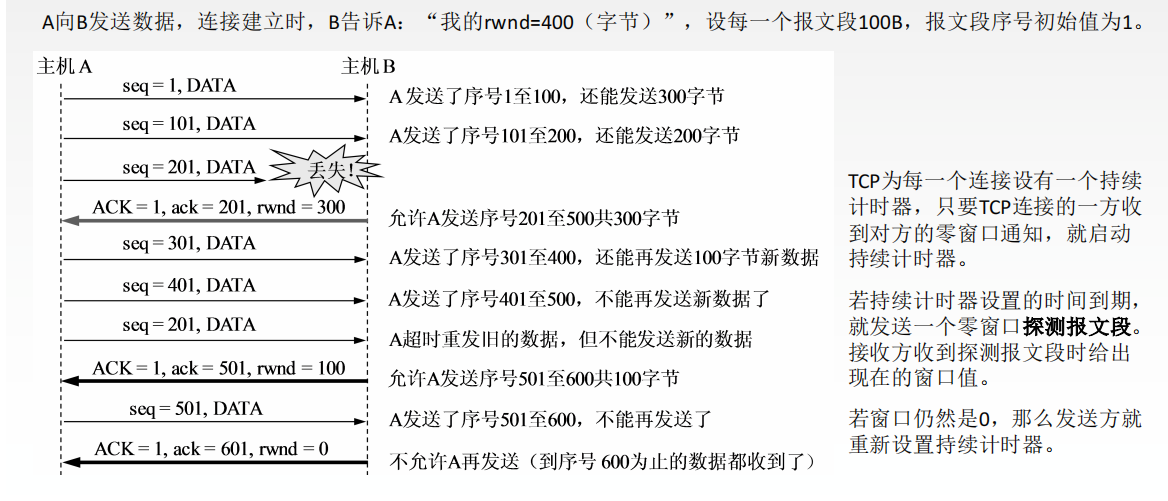 A向B发送数据，连接建立时，B告诉A：“我的rwnd=400（字节）”，设每一个报文段100B，报文段序号初始值为1。
主机 A
主机 B
seq = 1, DATA
A 发送了序号1至100，还能发送300字节
seq = 101, DATA
A发送了序号101至200，还能发送200字节
seq = 201, DATA
丢失!
ACK = 1, ack = 201, rwnd = 300
允许A发送序号201至500共300字节
seq = 301, DATA
A发送了序号301至400，还能再发送100字节新数据
seq = 401, DATA
A发送了序号401至500，不能再发送新数据了
seq = 201, DATA
A超时重发旧的数据，但不能发送新的数据
ACK = 1, ack = 501, rwnd = 100
允许A发送序号501至600共100字节
seq = 501, DATA
A发送了序号501至600，不能再发送了
ACK = 1, ack = 601, rwnd = 0
不允许A再发送（到序号 600为止的数据都收到了）
TCP为每一个连接设有一个持续
计时器，只要TCP连接的一方收
到对方的零窗口通知，就启动
持续计时器。
若持续计时器设置的时间到期，
就发送一个零窗口探测报文段。
接收方收到探测报文段时给出
现在的窗口值。
若窗口仍然是0，那么发送方就
重新设置持续计时器。